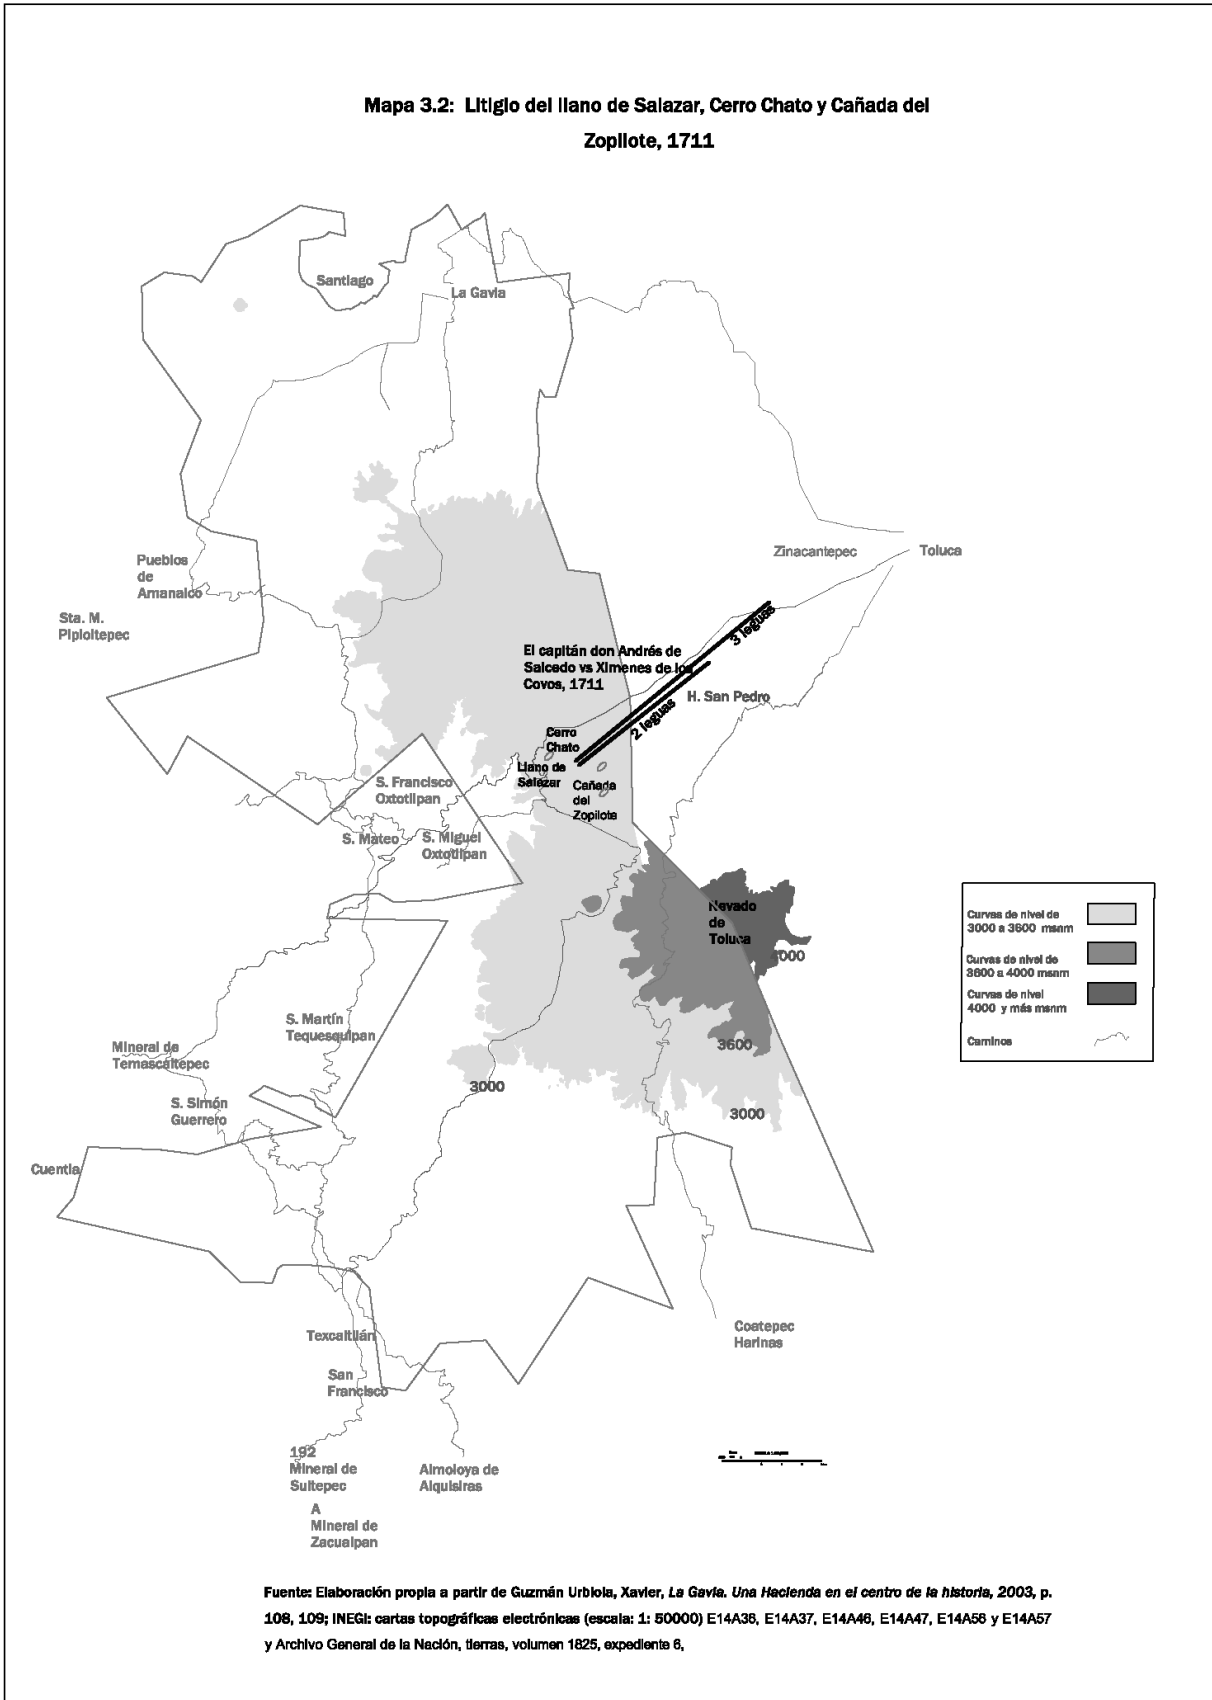 Mapa 3.2: Litigio del llano de Salazar, Cerro Chato y Cañada del
Zopilote, 1711
Santiago
La Gavia
Zinacantepec
Toluca
Pueblos
de
Amanalco
Sta. M.
Pipioltepec
3 leguas
El capitán don Andrés de
Salcedo vs Ximenes de los
Covos, 1711
H. San Pedro
2 leguas
Cerro
Chato
Llano de
Salazar
Cañada
del
Zopilote
S. Francisco
Oxtotilpan
S. Mateo
S. Miguel
Oxtotilpan
Nevado
de
Toluca
4000
Curvas de nivel de
3000 a 3600 msnm
Curvas de nivel de
3600 a 4000 msnm
Curvas de nivel
4000 y más msnm
Caminos
S. Martín
Tequesquipan
Mineral de
Temascaltepec
3600
3000
3000
S. Simón
Guerrero
Cuentla
Texcaltitlán
Coatepec
Harinas
San
Francisco
192
Mineral de
Sultepec
Almoloya de
Alquisiras
A
Mineral de
Zacualpan
Fuente: Elaboración propia a partir de Guzmán Urbiola, Xavier, La Gavia. Una Hacienda en el centro de la historia, 2003, p.
108, 109; INEGI: cartas topográficas electrónicas (escala: 1: 50000) E14A36, E14A37, E14A46, E14A47, E14A56 y E14A57
y Archivo General de la Nación, tierras, volumen 1825, expediente 6,